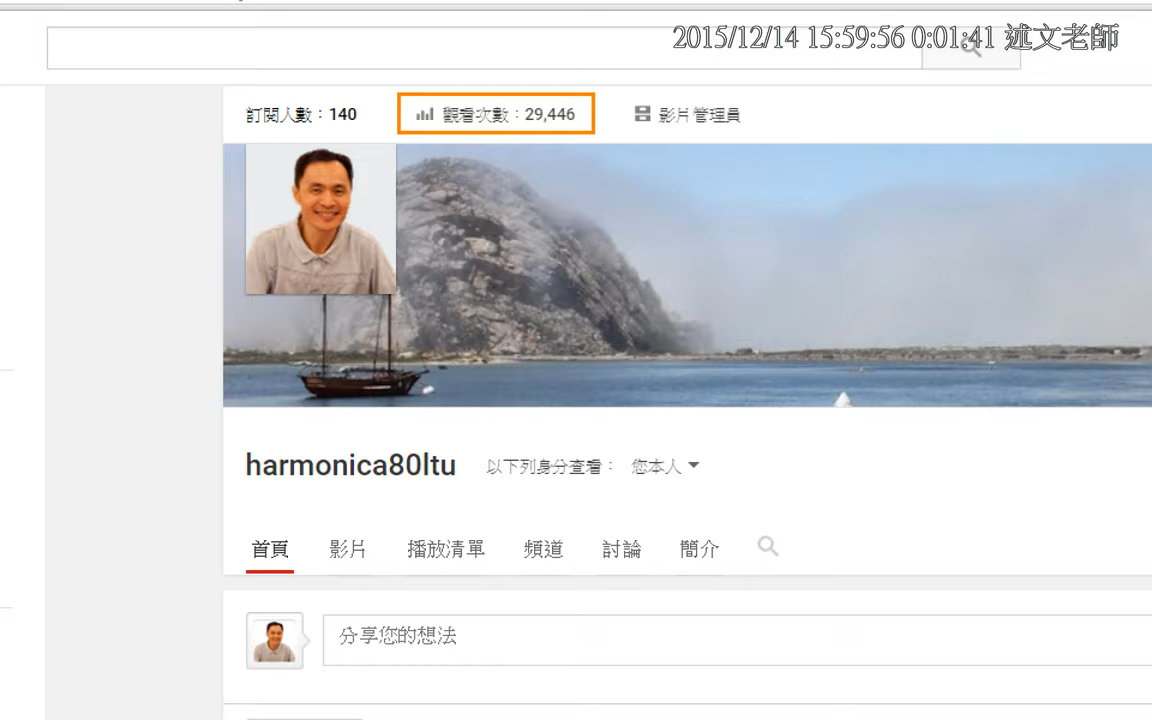 2015/12/14 15:59:56 0:01:41 述文老師
訂閱人數：140 觀看次數：29,446 影片管理員
harmonica80ltu 以下列身分查看： 您本人
首頁 影片 播放清單 頻道 討論 簡介
分享您的想法